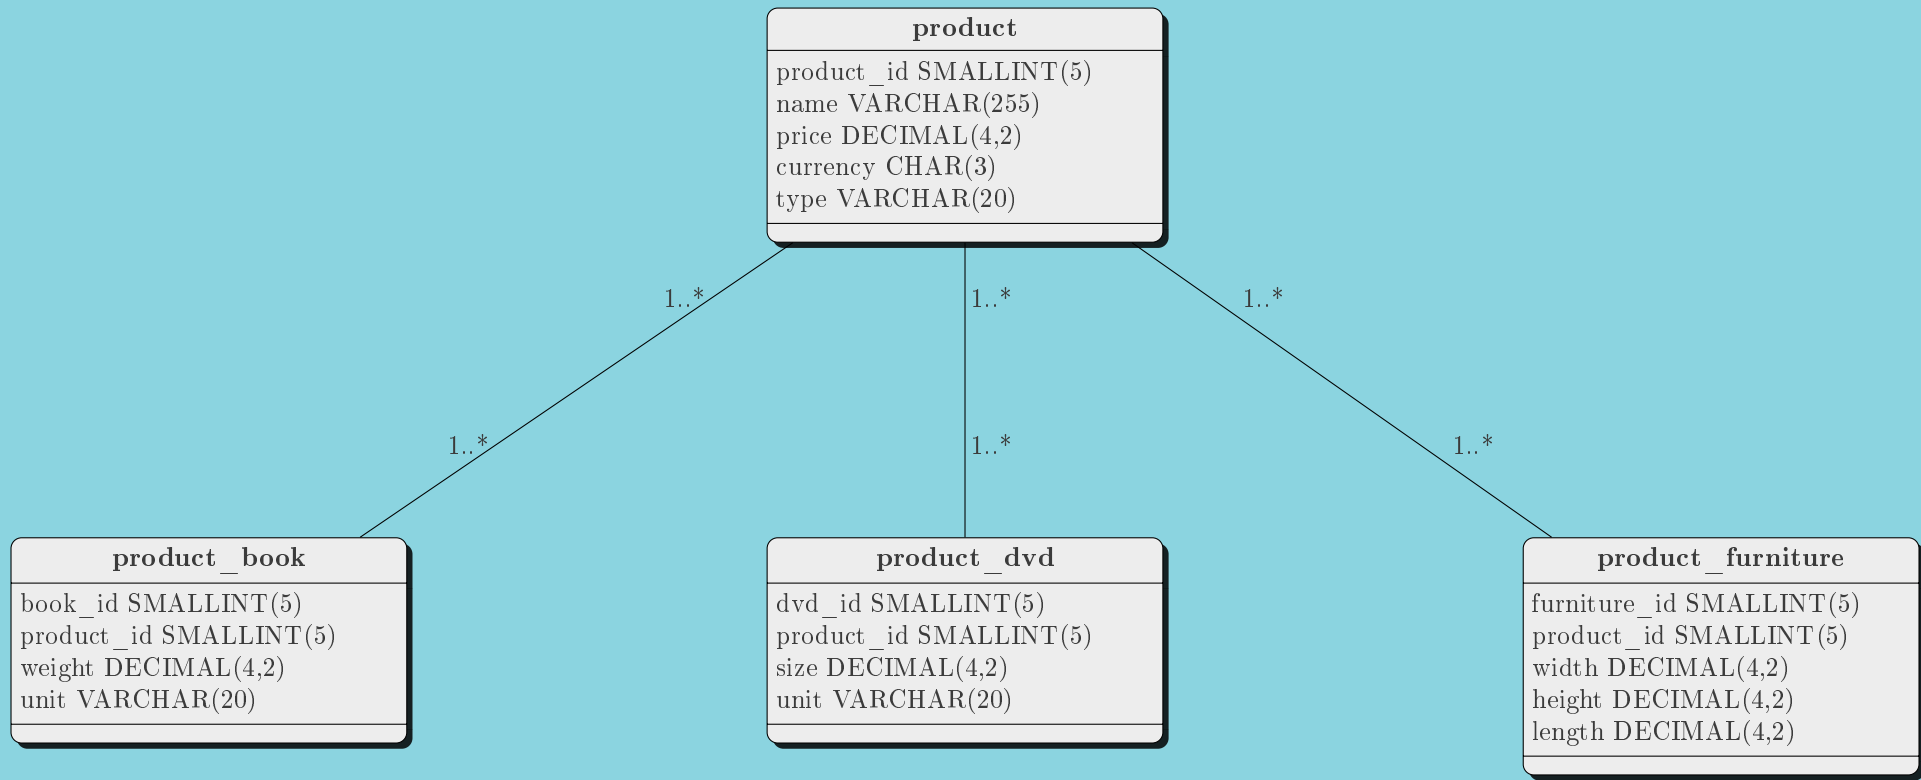 product
product_id SMALLINT(5)
name VARCHAR(255)
price DECIMAL(4,2)
currency CHAR(3)
type VARCHAR(20)
1..*
1..*
1..*
1..*
1..*
1..*
product_book
book_id SMALLINT(5)
product_id SMALLINT(5)
weight DECIMAL(4,2)
unit VARCHAR(20)
product_dvd
dvd_id SMALLINT(5)
product_id SMALLINT(5)
size DECIMAL(4,2)
unit VARCHAR(20)
product_furniture
furniture_id SMALLINT(5)
product_id SMALLINT(5)
width DECIMAL(4,2)
height DECIMAL(4,2)
length DECIMAL(4,2)